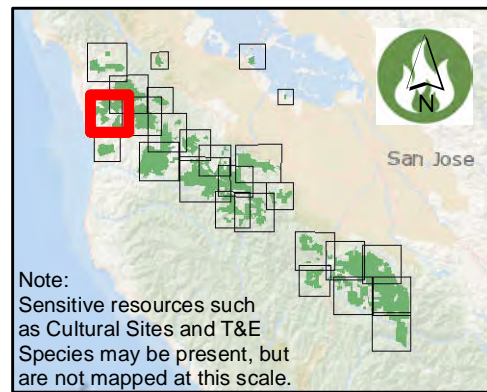 N
San Jose
Note:
Sensitive resources such
as Cultural Sites and T&E
Species may be present, but
are not mapped at this scale.